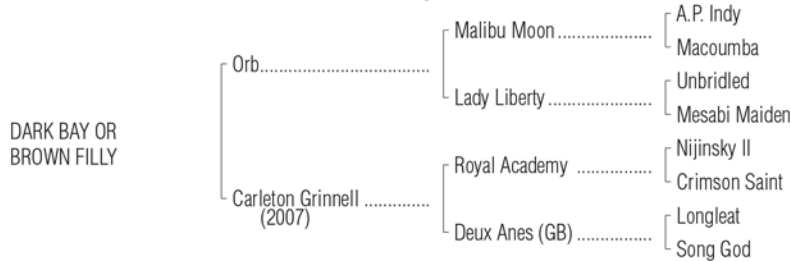 A.P. Indy
Malibu Moon ....................
Macoumba
Orb....................................
Unbridled
Lady Liberty ......................
Mesabi Maiden
DARK BAY OR
BROWN FILLY
Nijinsky II
Royal Academy ................
Crimson Saint
Carleton Grinnell ..............
(2007)
Longleat
Deux Anes (GB) ................
Song God